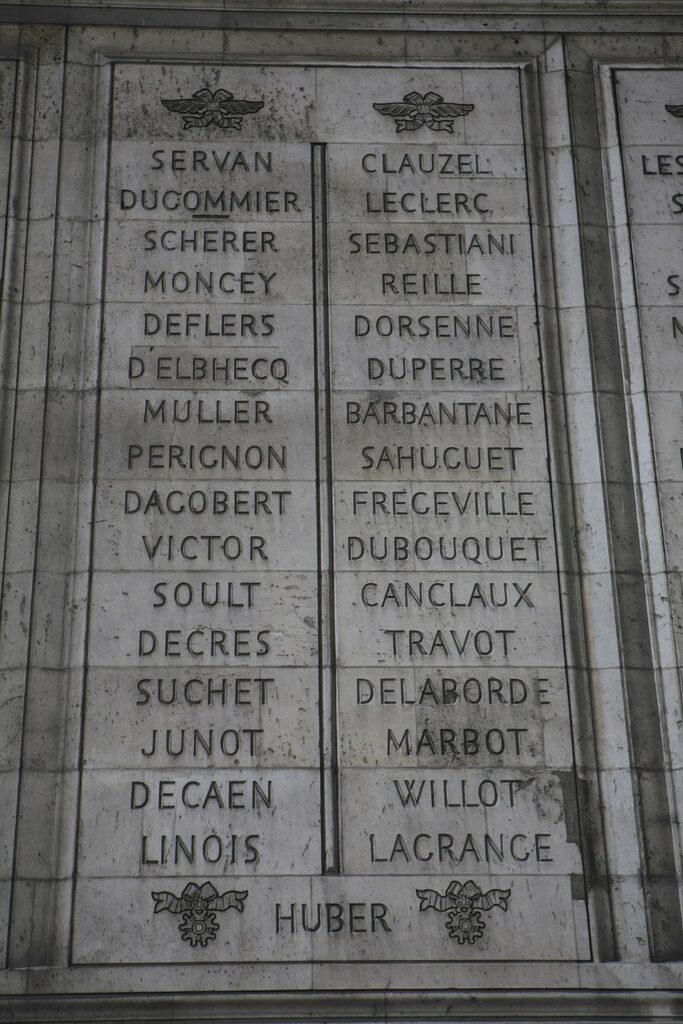 SERVAN
DUGOMMIER
SCHERER
MONCEY
DEFLERS
D'ELBHECQ
MULLER
PERIGNON
DAGOBERT
VICTOR
SOULT
DECRES
SUCHET
JUNOT
DECAEN
LINOIS
CLAUZEL
LECLERC
SEBASTIANI
REILLE
DORSENNE
DUPERRE
BARBANTANE
SAHUGUET
FREGEVILLE
DUBOUQUET
CANCLAUX
TRAVOT
DELABORDE
MARBOT
WILLOT
LAGRANGE
HUBER